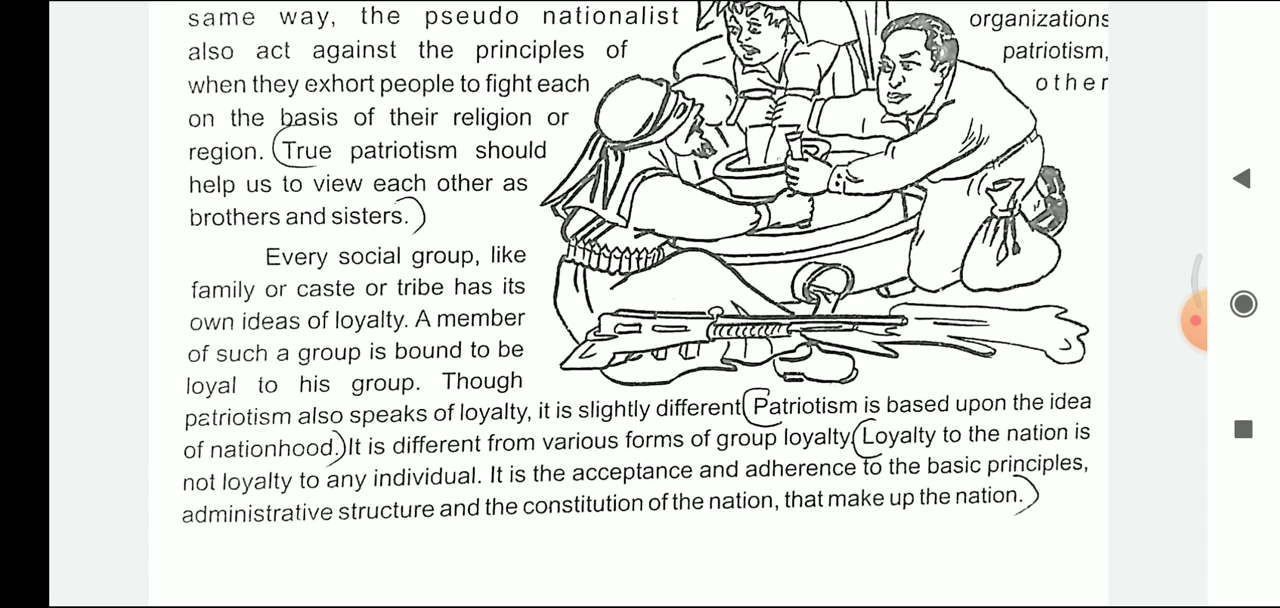 same way, the pseudo nationalist organizations
also act against the principles of patriotism,
when they exhort people to fight each other
on the basis of their religion or
region. (True patriotism should
help us to view each other as
brothers and sisters.)
Every social group, like
family or caste or tribe has its
own ideas of loyalty. A member
of such a group is bound to be
loyal to his group. Though
patriotism also speaks of loyalty, it is slightly different (Patriotism is based upon the idea
of nationhood.) It is different from various forms of group loyalty. (Loyalty to the nation is
not loyalty to any individual. It is the acceptance and adherence to the basic principles,
administrative structure and the constitution of the nation, that make up the nation.)